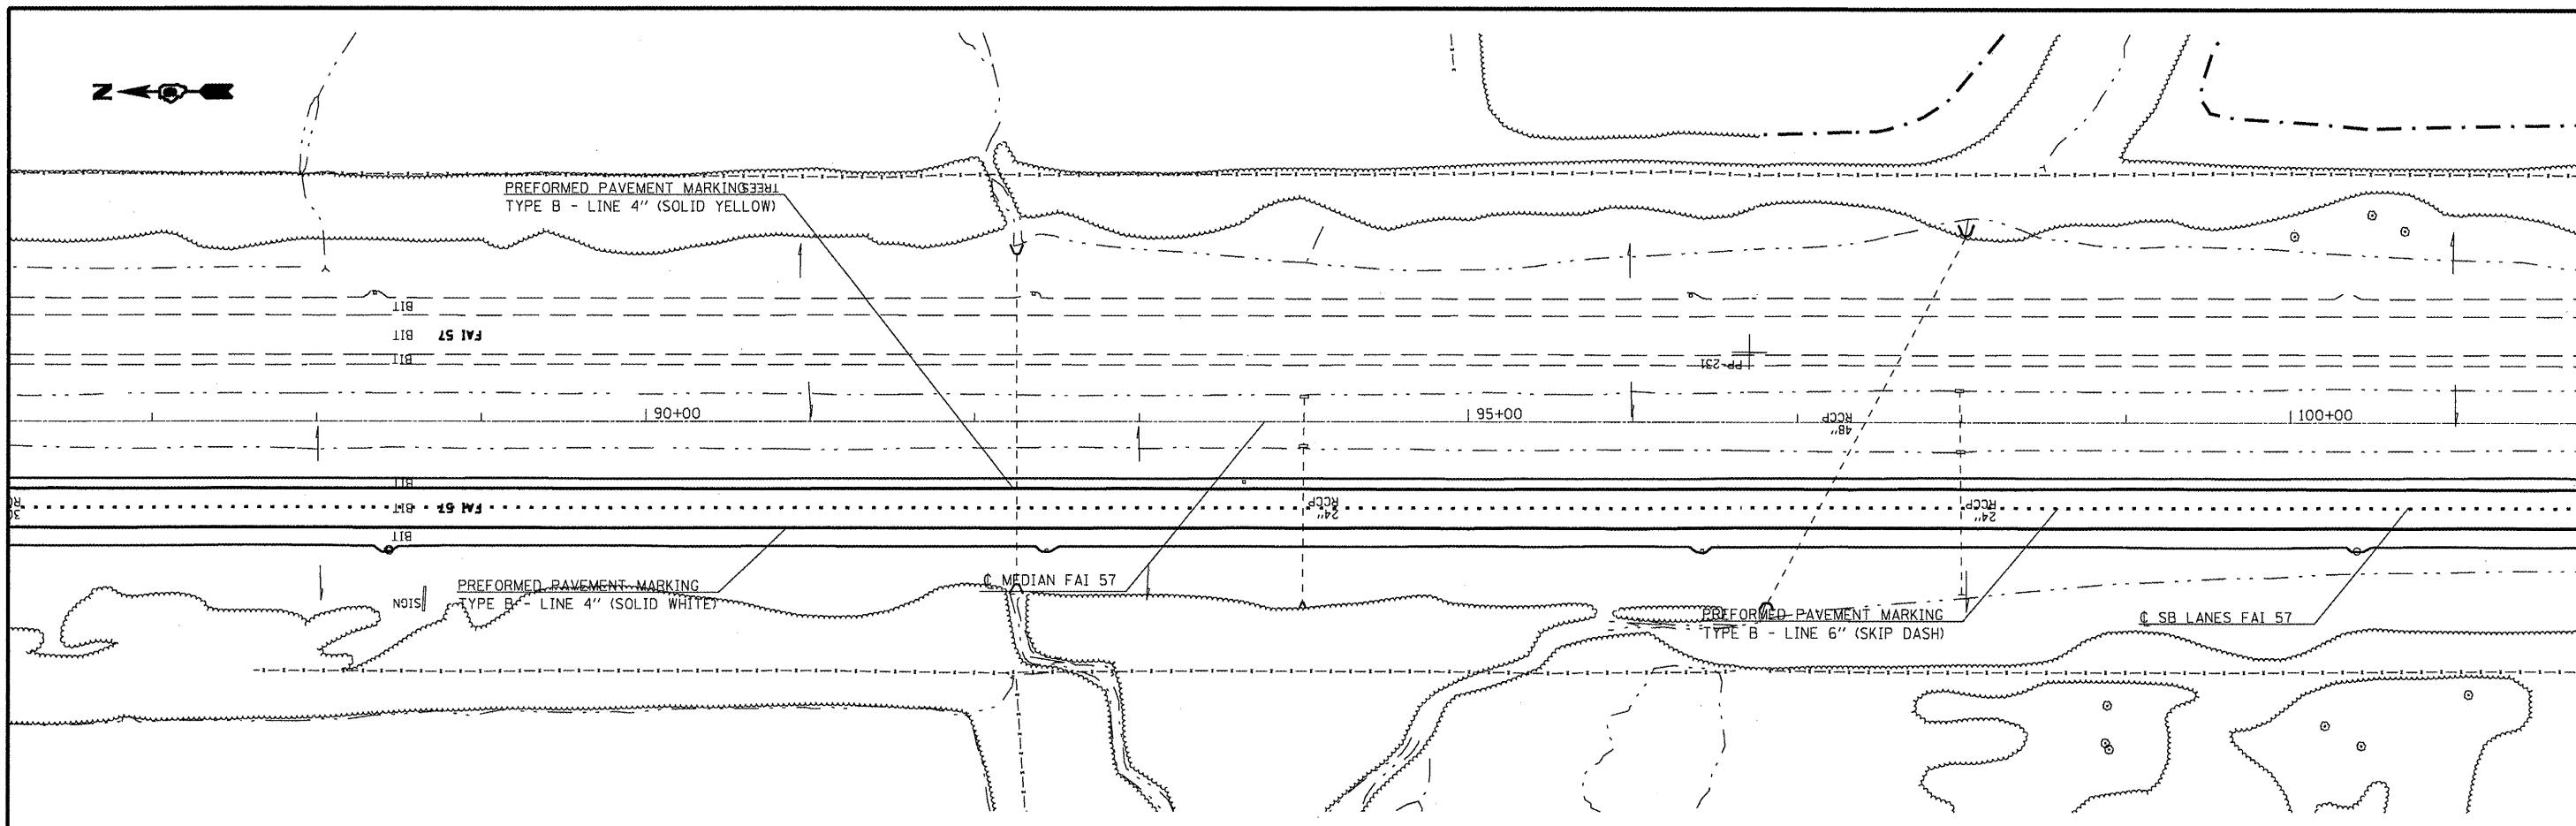 N
PREFORMED PAVEMENT MARKING
TREES
TYPE B - LINE 4" (SOLID YELLOW)
BIT
BIT
FAI 57
BIT
PP-231
90+00
95+00
100+00
48"
RCCP
BIT
BIT
FAI 57
24"
RCCP
24"
RCCP
30
BIT
PREFORMED PAVEMENT MARKING
TYPE B - LINE 4" (SOLID WHITE)
SIGN
℄ MEDIAN FAI 57
PREFORMED PAVEMENT MARKING
TYPE B - LINE 6" (SKIP DASH)
℄ SB LANES FAI 57